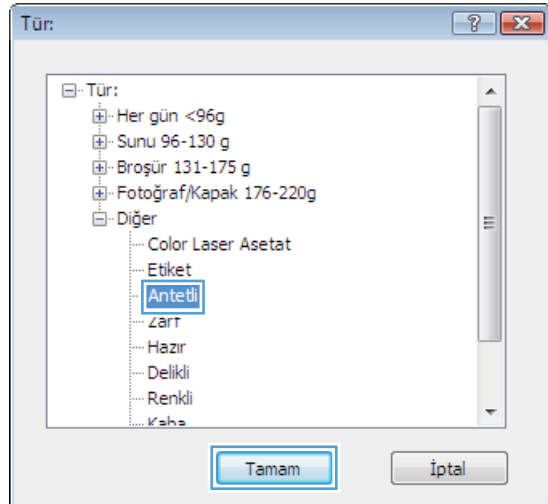 Tür:
Tür:
Her gün <96g
Sunu 96-130 g
Broşür 131-175 g
Fotoğraf/Kapak 176-220g
Diğer
Color Laser Asetat
Etiket
Antetli
Zarf
Hazır
Delikli
Renkli
Kaba
Tamam İptal